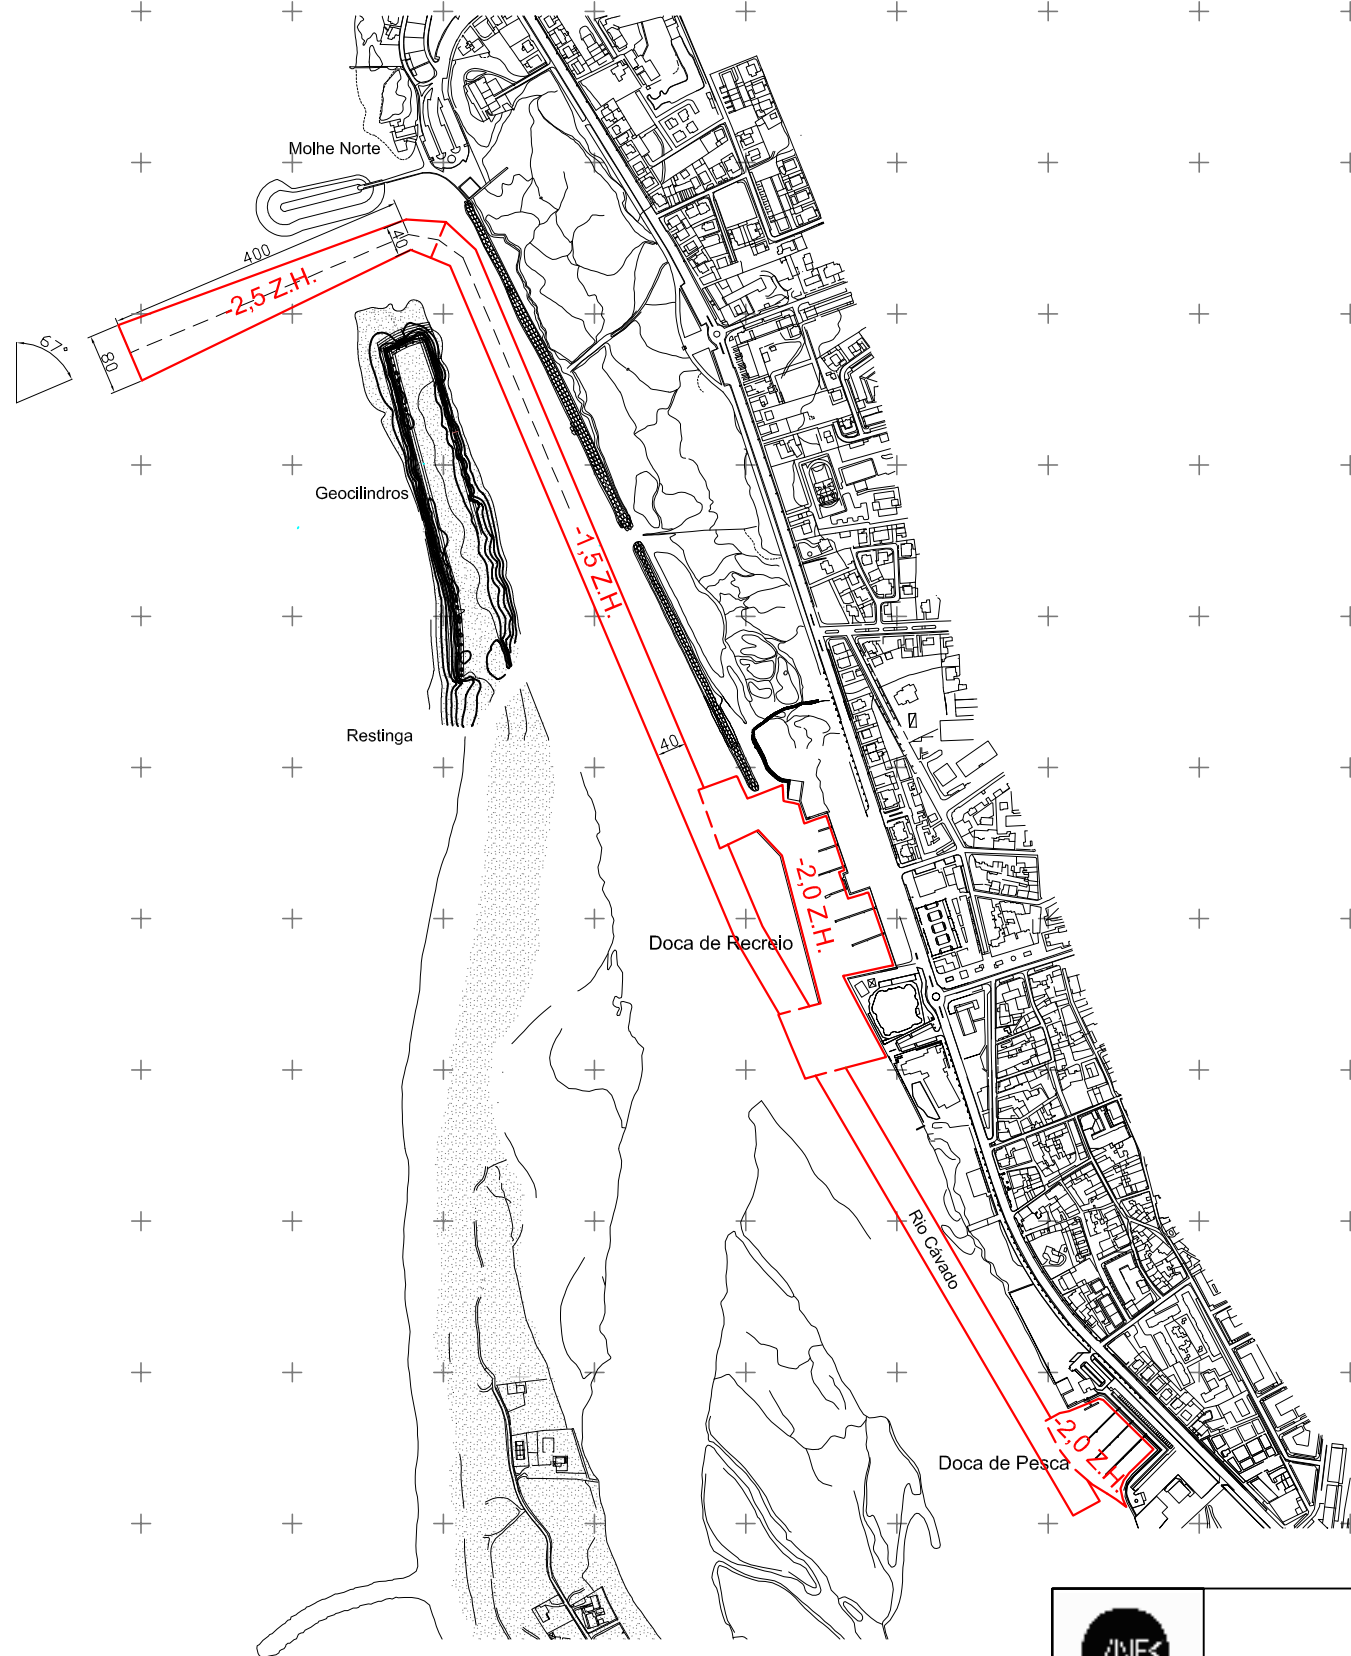 Molhe Norte
400
40
-2,5 Z.H.
67°
80
Geocilindros
-1,5 Z.H.
Restinga
40
-2,0 Z.H.
Doca de Recreio
Rio Cávado
-2,0 Z.H.
Doca de Pesca